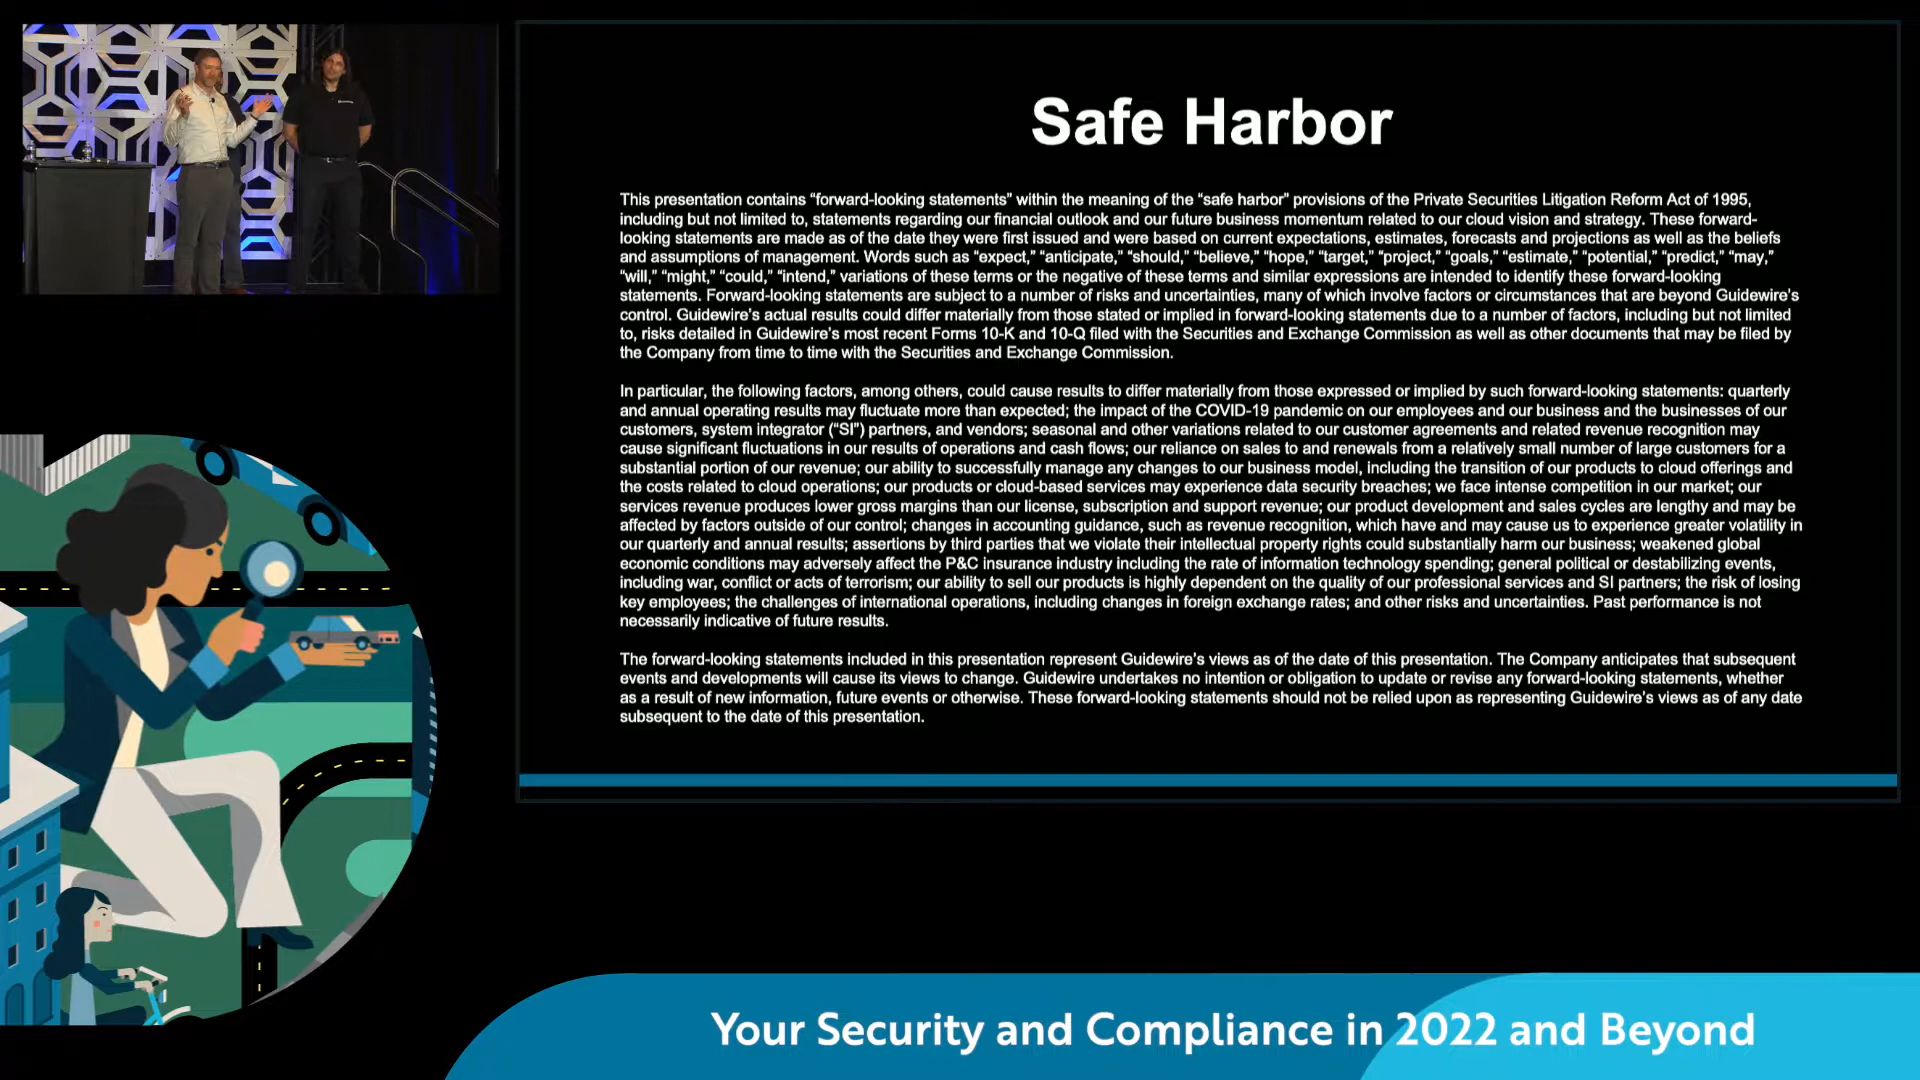 Safe Harbor
This presentation contains “forward-looking statements” within the meaning of the “safe harbor” provisions of the Private Securities Litigation Reform Act of 1995,
including but not limited to, statements regarding our financial outlook and our future business momentum related to our cloud vision and strategy. These forward-
looking statements are made as of the date they were first issued and were based on current expectations, estimates, forecasts and projections as well as the beliefs
and assumptions of management. Words such as “expect,” “anticipate,” “should,” “believe,” “hope,” “target,” “project,” “goals,” “estimate,” “potential,” “predict,” “may,”
“will,” “might,” “could,” “intend,” variations of these terms or the negative of these terms and similar expressions are intended to identify these forward-looking
statements. Forward-looking statements are subject to a number of risks and uncertainties, many of which involve factors or circumstances that are beyond Guidewire’s
control. Guidewire’s actual results could differ materially from those stated or implied in forward-looking statements due to a number of factors, including but not limited
to, risks detailed in Guidewire’s most recent Forms 10-K and 10-Q filed with the Securities and Exchange Commission as well as other documents that may be filed by
the Company from time to time with the Securities and Exchange Commission.
In particular, the following factors, among others, could cause results to differ materially from those expressed or implied by such forward-looking statements: quarterly
and annual operating results may fluctuate more than expected; the impact of the COVID-19 pandemic on our employees and our business and the businesses of our
customers, system integrator (“SI”) partners, and vendors; seasonal and other variations related to our customer agreements and related revenue recognition may
cause significant fluctuations in our results of operations and cash flows; our reliance on sales to and renewals from a relatively small number of large customers for a
substantial portion of our revenue; our ability to successfully manage any changes to our business model, including the transition of our products to cloud offerings and
the costs related to cloud operations; our products or cloud-based services may experience data security breaches; we face intense competition in our market; our
services revenue produces lower gross margins than our license, subscription and support revenue; our product development and sales cycles are lengthy and may be
affected by factors outside of our control; changes in accounting guidance, such as revenue recognition, which have and may cause us to experience greater volatility in
our quarterly and annual results; assertions by third parties that we violate their intellectual property rights could substantially harm our business; weakened global
economic conditions may adversely affect the P&C insurance industry including the rate of information technology spending; general political or destabilizing events,
including war, conflict or acts of terrorism; our ability to sell our products is highly dependent on the quality of our professional services and SI partners; the risk of losing
key employees; the challenges of international operations, including changes in foreign exchange rates; and other risks and uncertainties. Past performance is not
necessarily indicative of future results.
The forward-looking statements included in this presentation represent Guidewire’s views as of the date of this presentation. The Company anticipates that subsequent
events and developments will cause its views to change. Guidewire undertakes no intention or obligation to update or revise any forward-looking statements, whether
as a result of new information, future events or otherwise. These forward-looking statements should not be relied upon as representing Guidewire’s views as of any date
subsequent to the date of this presentation.
Your Security and Compliance in 2022 and Beyond